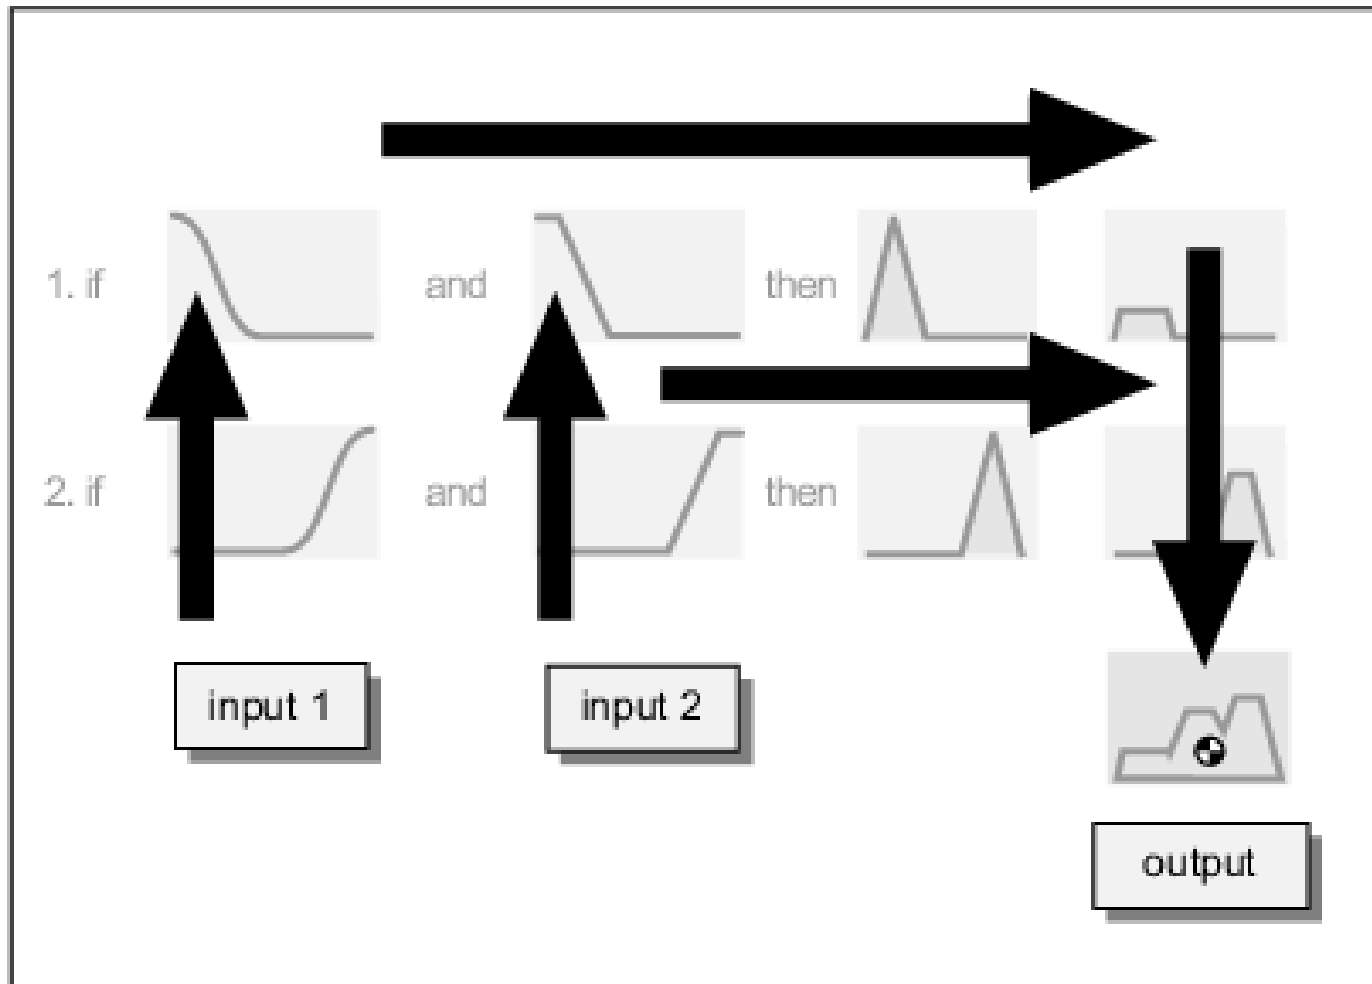 1. if and then
2. if and then
input 1 input 2
output